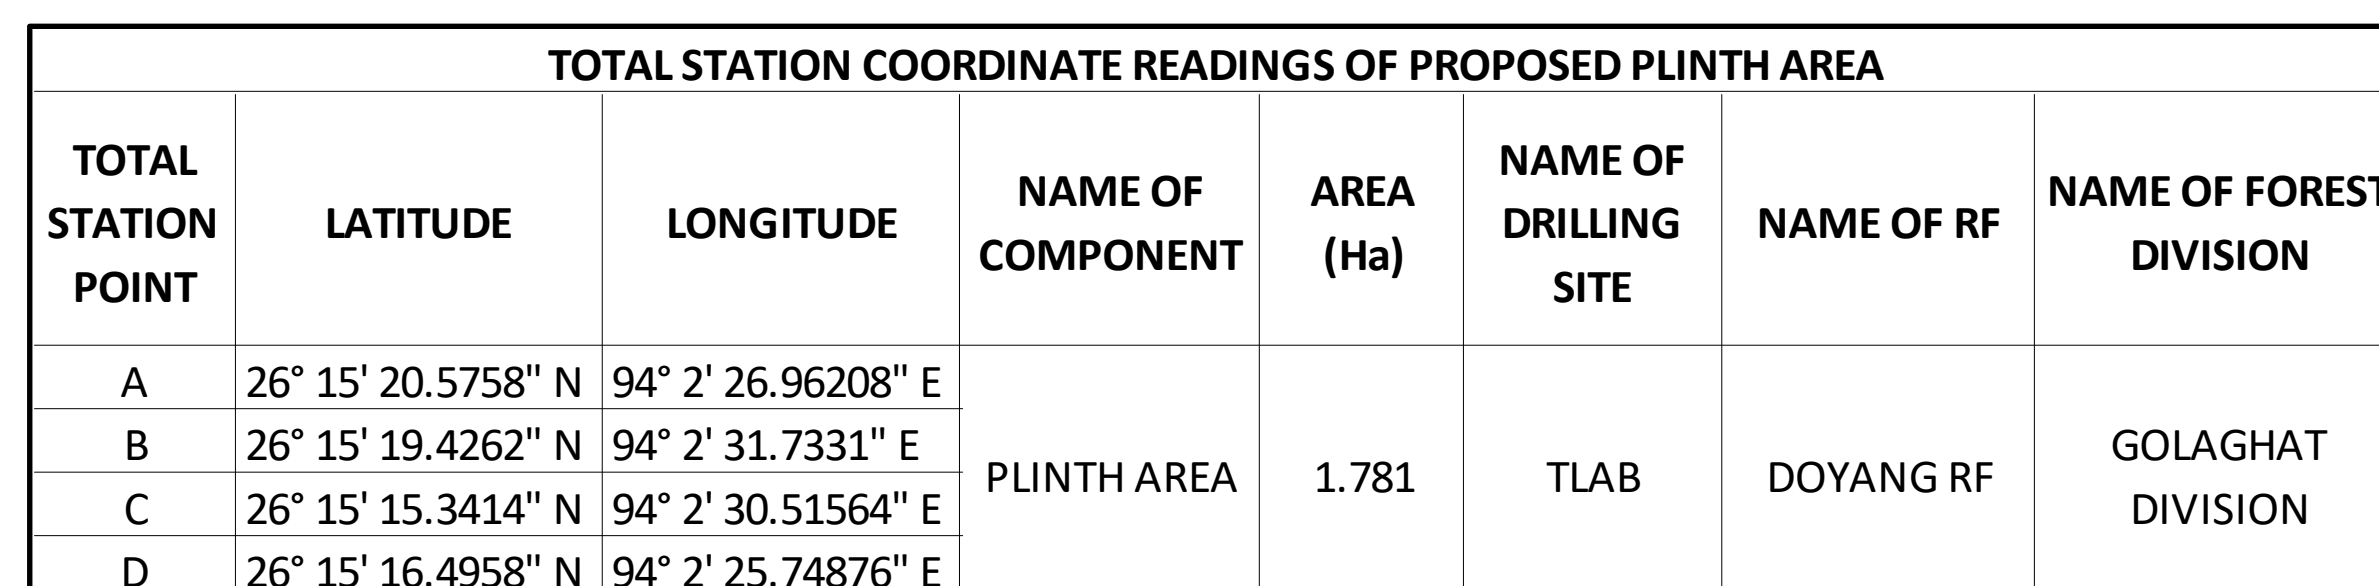 TOTAL STATION COORDINATE READINGS OF PROPOSED PLINTH AREA
TOTAL STATION POINT
LATITUDE
LONGITUDE
NAME OF COMPONENT
AREA (Ha)
NAME OF DRILLING SITE
NAME OF RF
NAME OF FOREST DIVISION
A 26° 15' 20.5758" N 94° 2' 26.96208" E
B 26° 15' 19.4262" N 94° 2' 31.7331" E
C 26° 15' 15.3414" N 94° 2' 30.51564" E
D 26° 15' 16.4958" N 94° 2' 25.74876" E
PLINTH AREA
1.781
TLAB
DOYANG RF
GOLAGHAT DIVISION